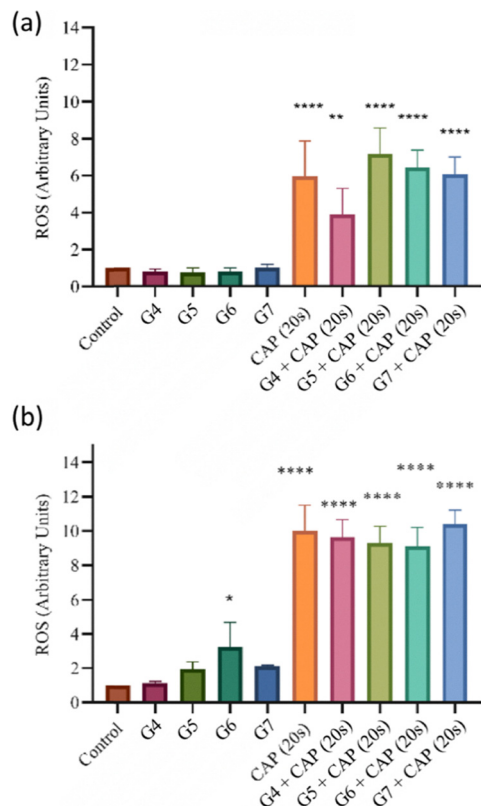 (a)
ROS (Arbitrary Units)
14
12
10
8
6
4
2
0
****
**
****
****
****
Control
G4
G5
G6
G7
CAP (20s)
G4 + CAP (20s)
G5 + CAP (20s)
G6 + CAP (20s)
G7 + CAP (20s)
(b)
ROS (Arbitrary Units)
14
12
10
8
6
4
2
0
*
****
****
****
****
****
Control
G4
G5
G6
G7
CAP (20s)
G4 + CAP (20s)
G5 + CAP (20s)
G6 + CAP (20s)
G7 + CAP (20s)